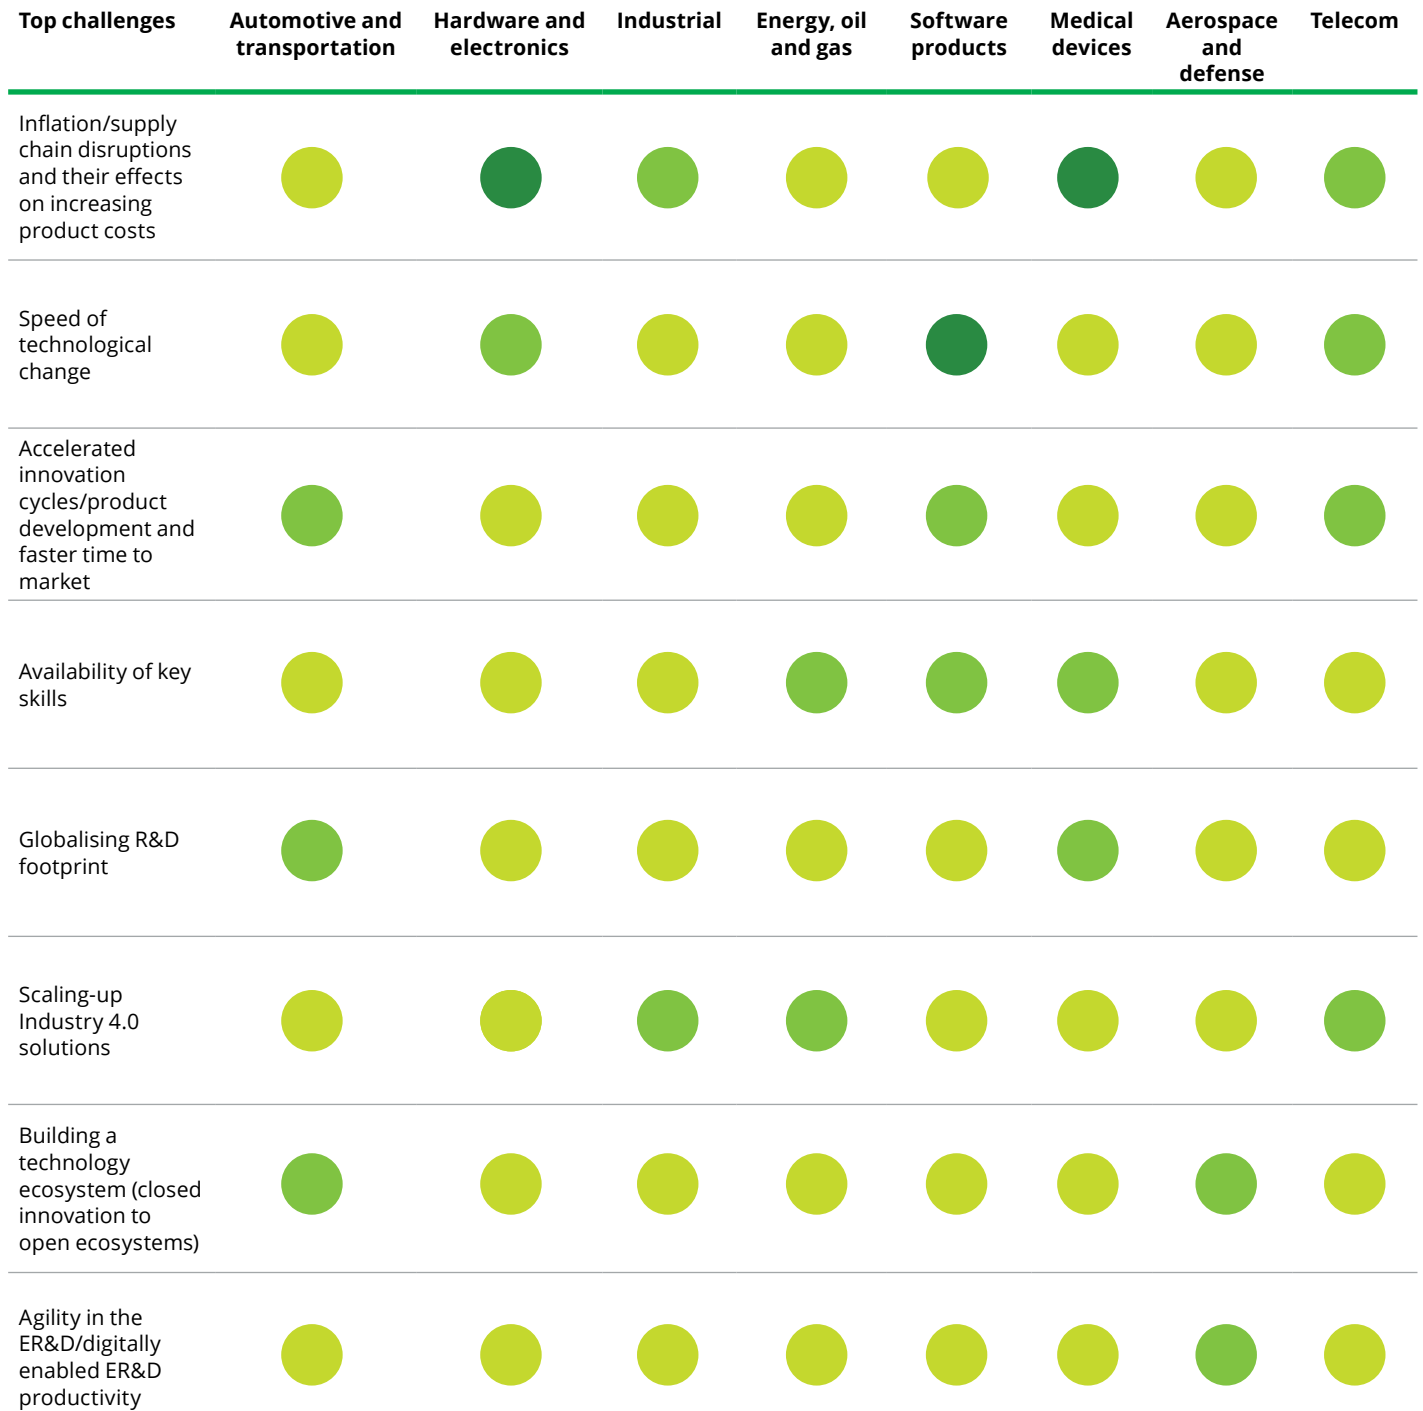 Top challenges
Automotive and
transportation
Hardware and
electronics
Industrial
Energy, oil
and gas
Software
products
Medical
devices
Aerospace
and
defense
Telecom
Inflation/supply
chain disruptions
and their effects
on increasing
product costs
Speed of
technological
change
Accelerated
innovation
cycles/product
development and
faster time to
market
Availability of key
skills
Globalising R&D
footprint
Scaling-up
Industry 4.0
solutions
Building a
technology
ecosystem (closed
innovation to
open ecosystems)
Agility in the
ER&D/digitally
enabled ER&D
productivity